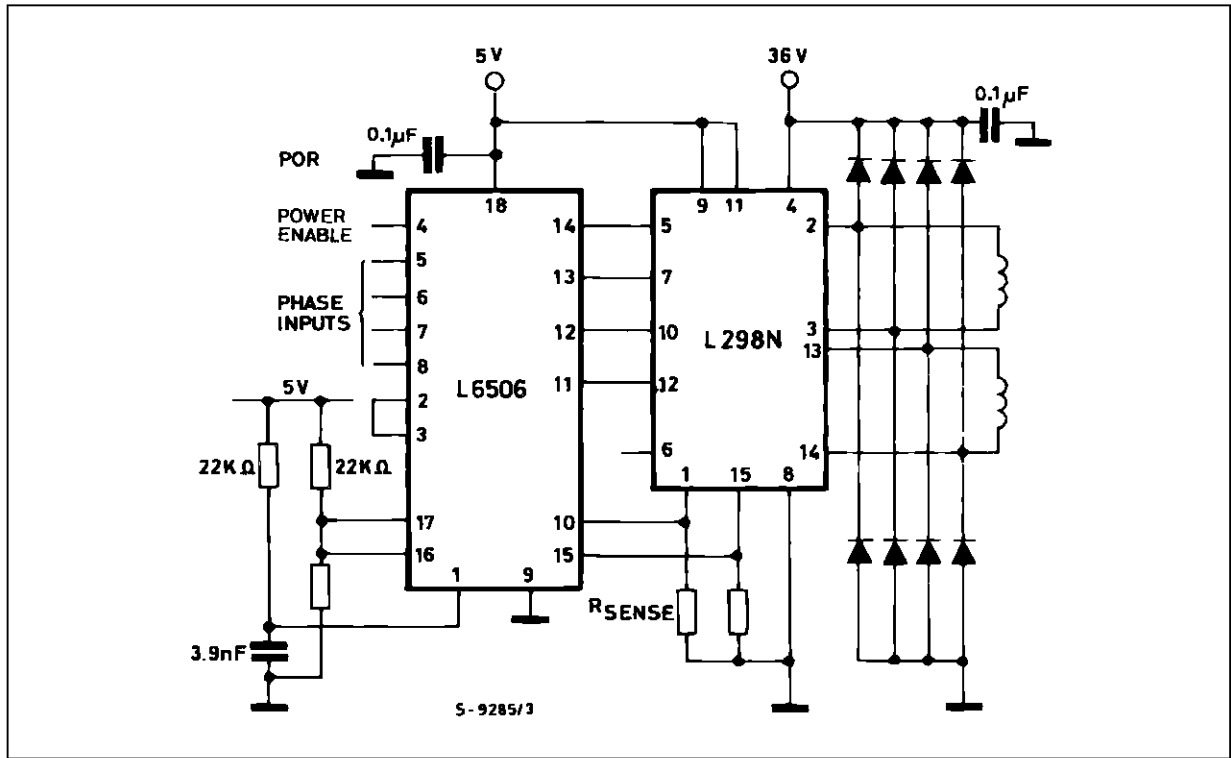 5V
36V
0.1µF
0.1µF
POR
18
9
11
4
POWER
ENABLE
4
14
5
2
5
13
7
PHASE
INPUTS
6
3
7
12
10
L298N
13
8
11
12
L6506
5V
2
3
6
14
22KΩ
22KΩ
1
15
8
17
10
16
15
1
9
RSENSE
3.9nF
S-9285/3